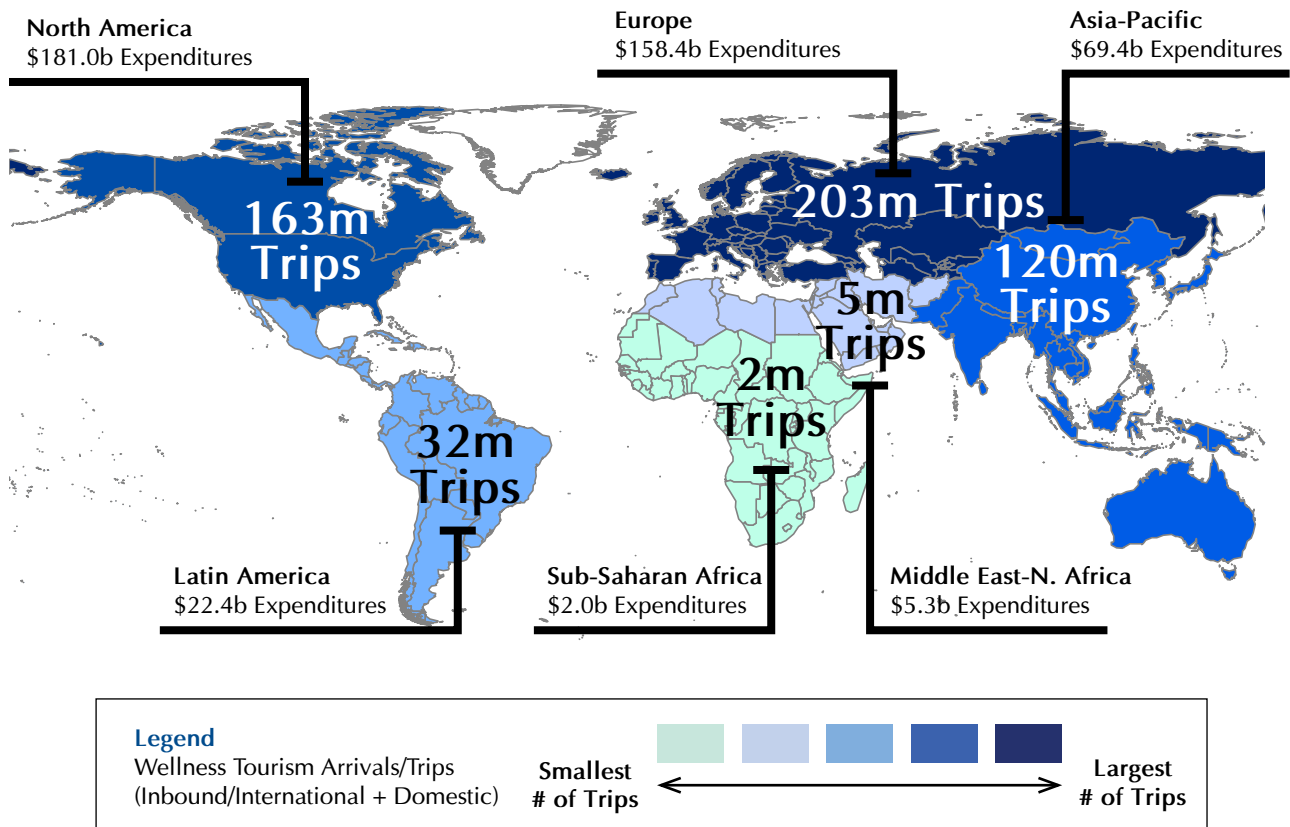 North America
$181.0b Expenditures
Europe
$158.4b Expenditures
Asia-Pacific
$69.4b Expenditures
163m
Trips
203m Trips
120m
Trips
5m
Trips
2m
Trips
32m
Trips
Latin America
$22.4b Expenditures
Sub-Saharan Africa
$2.0b Expenditures
Middle East-N. Africa
$5.3b Expenditures
Legend
Wellness Tourism Arrivals/Trips
(Inbound/International + Domestic)
Smallest
# of Trips
Largest
# of Trips